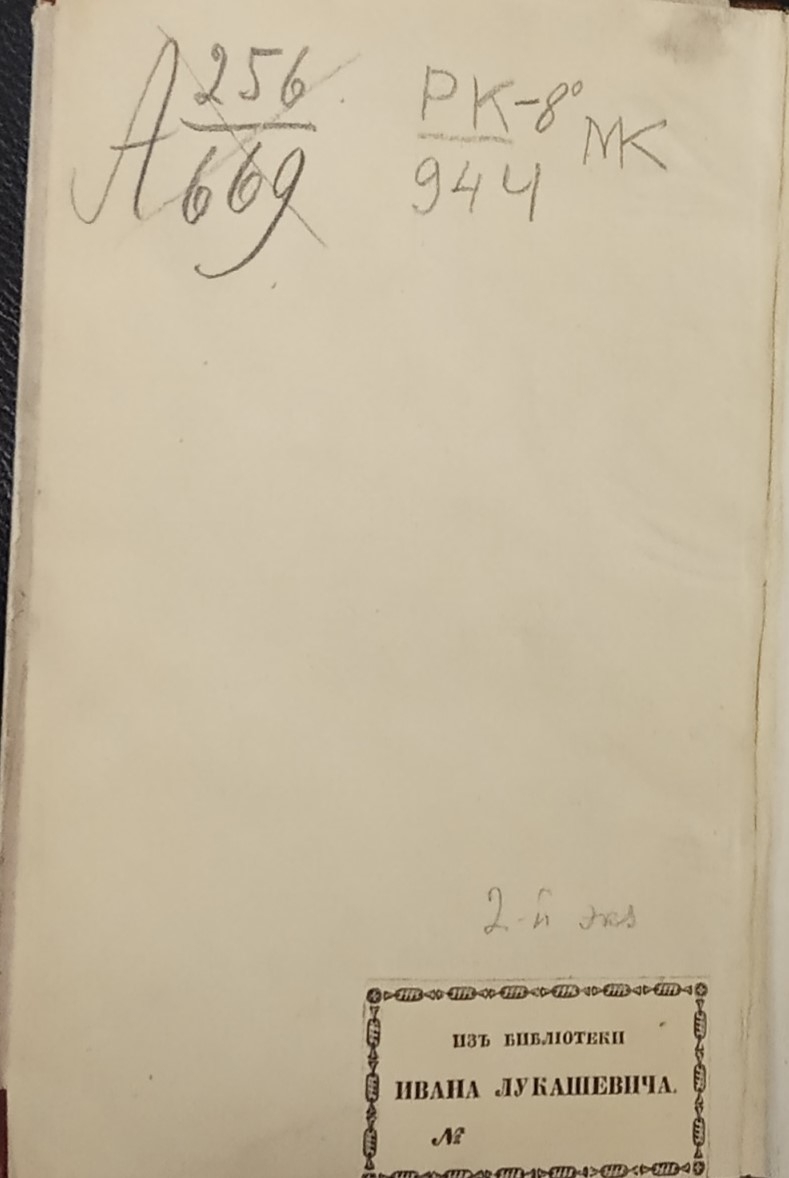 А 256
669
РК-8° МК
944
2-й экз
ИЗЪ БИБЛІОТЕКИ
ИВАНА ЛУКАШЕВИЧА.
№